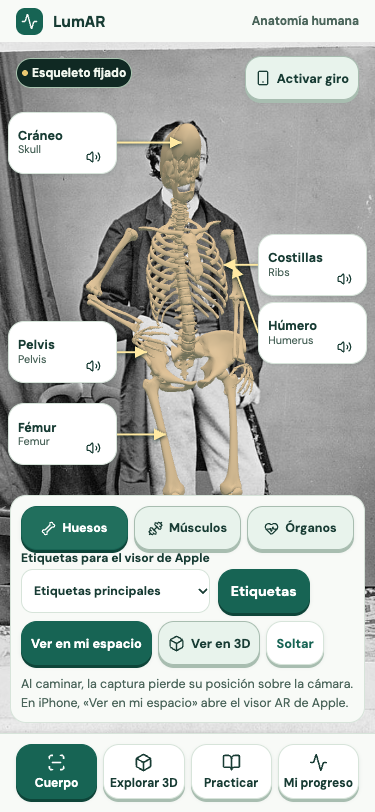 LumAR
Anatomía humana
Esqueleto fijado
Activar giro
Cráneo
Skull
Costillas
Ribs
Húmero
Humerus
Pelvis
Pelvis
Fémur
Femur
Huesos
Músculos
Órganos
Etiquetas para el visor de Apple
Etiquetas principales
Etiquetas
Ver en mi espacio
Ver en 3D
Soltar
Al caminar, la captura pierde su posición sobre la cámara.
En iPhone, «Ver en mi espacio» abre el visor AR de Apple.
Cuerpo
Explorar 3D
Practicar
Mi progreso